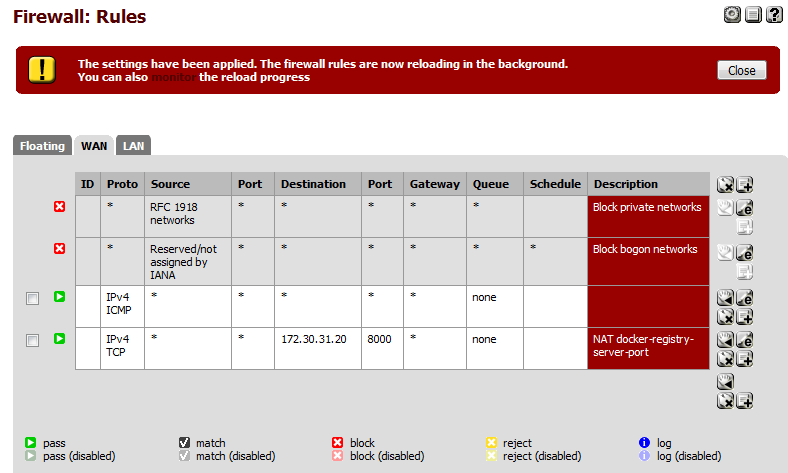 Firewall: Rules
The settings have been applied. The firewall rules are now reloading in the background.
You can also monitor the reload progress
Close
Floating WAN LAN
ID Proto Source Port Destination Port Gateway Queue Schedule Description
* RFC 1918 networks * * * * * Block private networks
* Reserved/not assigned by IANA * * * * * * Block bogon networks
IPv4 ICMP * * * * * none
IPv4 TCP * * 172.30.31.20 8000 * none NAT docker-registry-server-port
pass match block reject log
pass (disabled) match (disabled) block (disabled) reject (disabled) log (disabled)